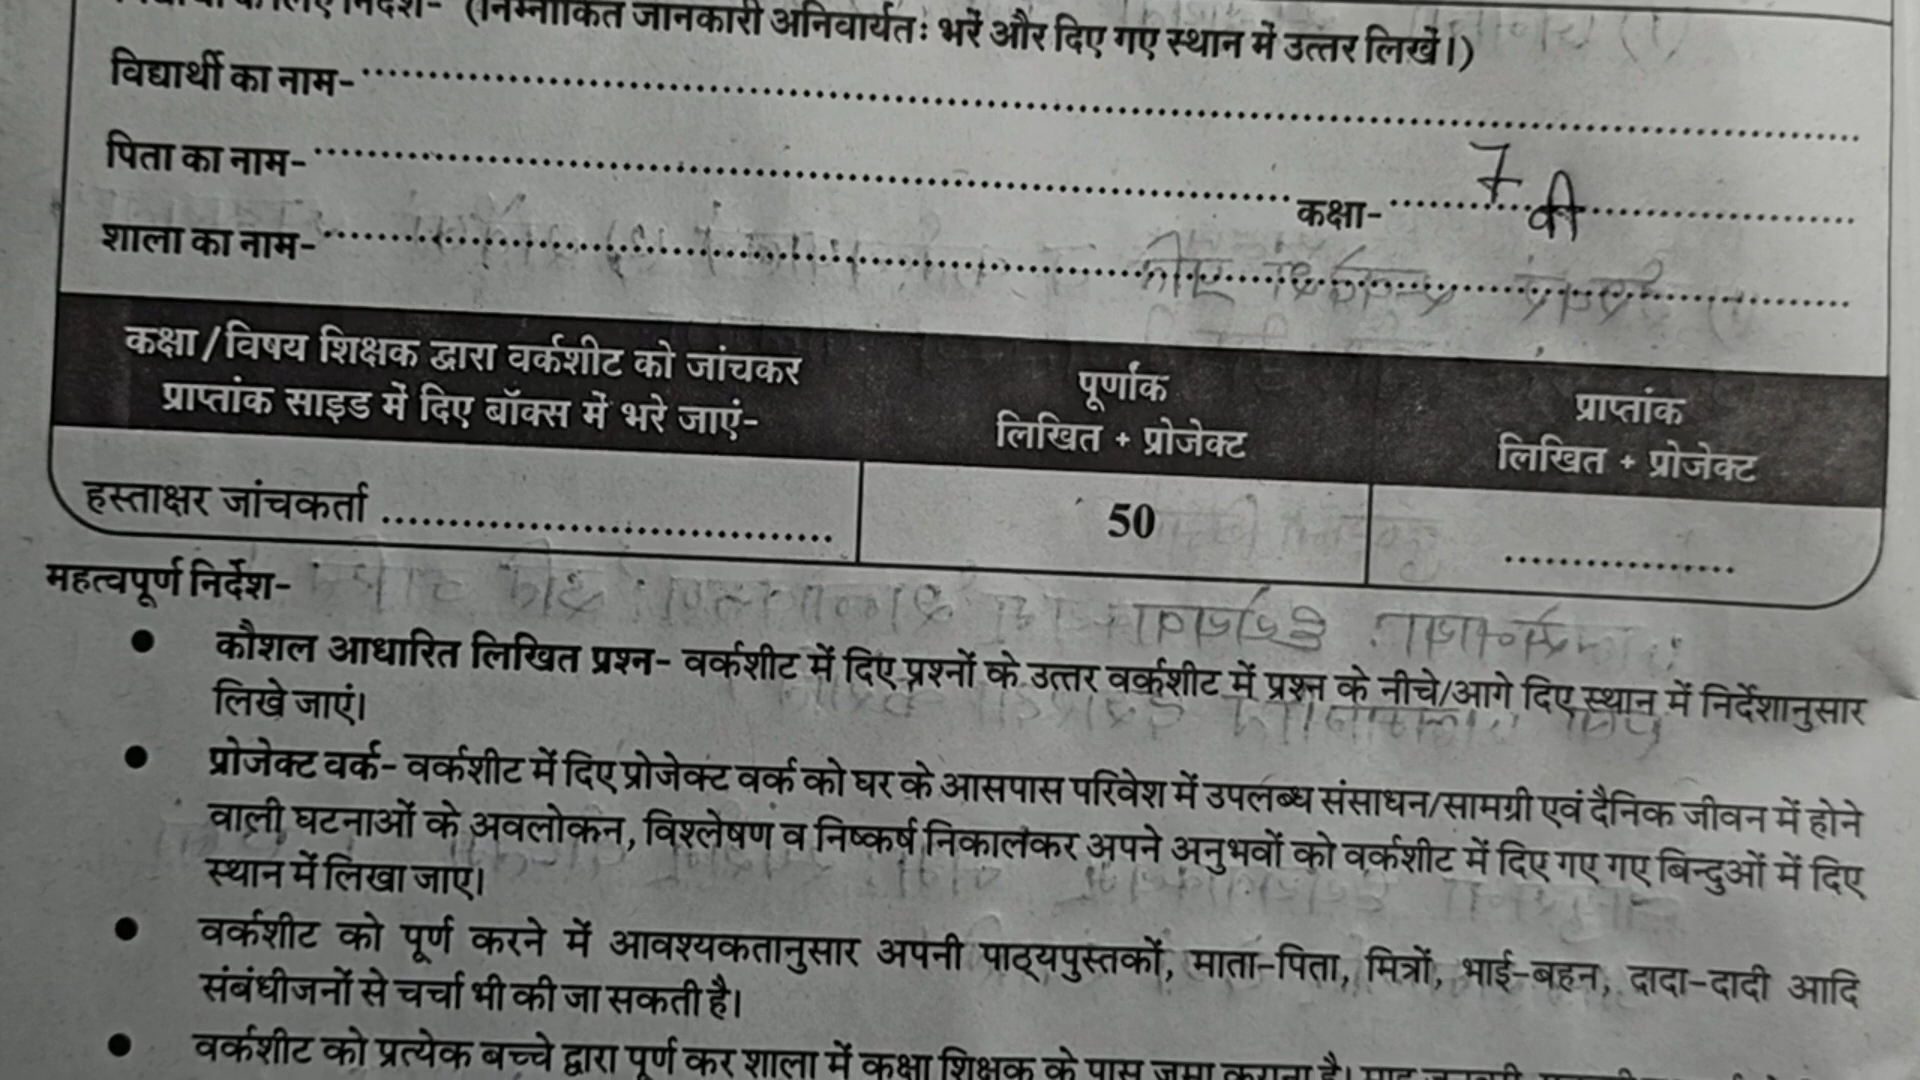 (निम्नांकित जानकारी अनिवार्यतः भरें और दिए गए स्थान में उत्तर लिखें।)
विद्यार्थी का नाम-
पिता का नाम- कक्षा- 7 वी
शाला का नाम-
कक्षा/विषय शिक्षक द्वारा वर्कशीट को जांचकर
प्राप्तांक साइड में दिए बॉक्स में भरे जाएं-
पूर्णांक
लिखित + प्रोजेक्ट
प्राप्तांक
लिखित + प्रोजेक्ट
हस्ताक्षर जांचकर्ता
50
महत्वपूर्ण निर्देश-
• कौशल आधारित लिखित प्रश्न- वर्कशीट में दिए प्रश्नों के उत्तर वर्कशीट में प्रश्न के नीचे/आगे दिए स्थान में निर्देशानुसार
लिखे जाएं।
• प्रोजेक्ट वर्क- वर्कशीट में दिए प्रोजेक्ट वर्क को घर के आसपास परिवेश में उपलब्ध संसाधन/सामग्री एवं दैनिक जीवन में होने
वाली घटनाओं के अवलोकन, विश्लेषण व निष्कर्ष निकालकर अपने अनुभवों को वर्कशीट में दिए गए गए बिन्दुओं में दिए
स्थान में लिखा जाए।
• वर्कशीट को पूर्ण करने में आवश्यकतानुसार अपनी पाठ्यपुस्तकों, माता-पिता, मित्रों, भाई-बहन, दादा-दादी आदि
संबंधीजनों से चर्चा भी की जा सकती है।
• वर्कशीट को प्रत्येक बच्चे द्वारा पूर्ण कर शाला में कक्षा शिक्षक के पास जमा कराना है।